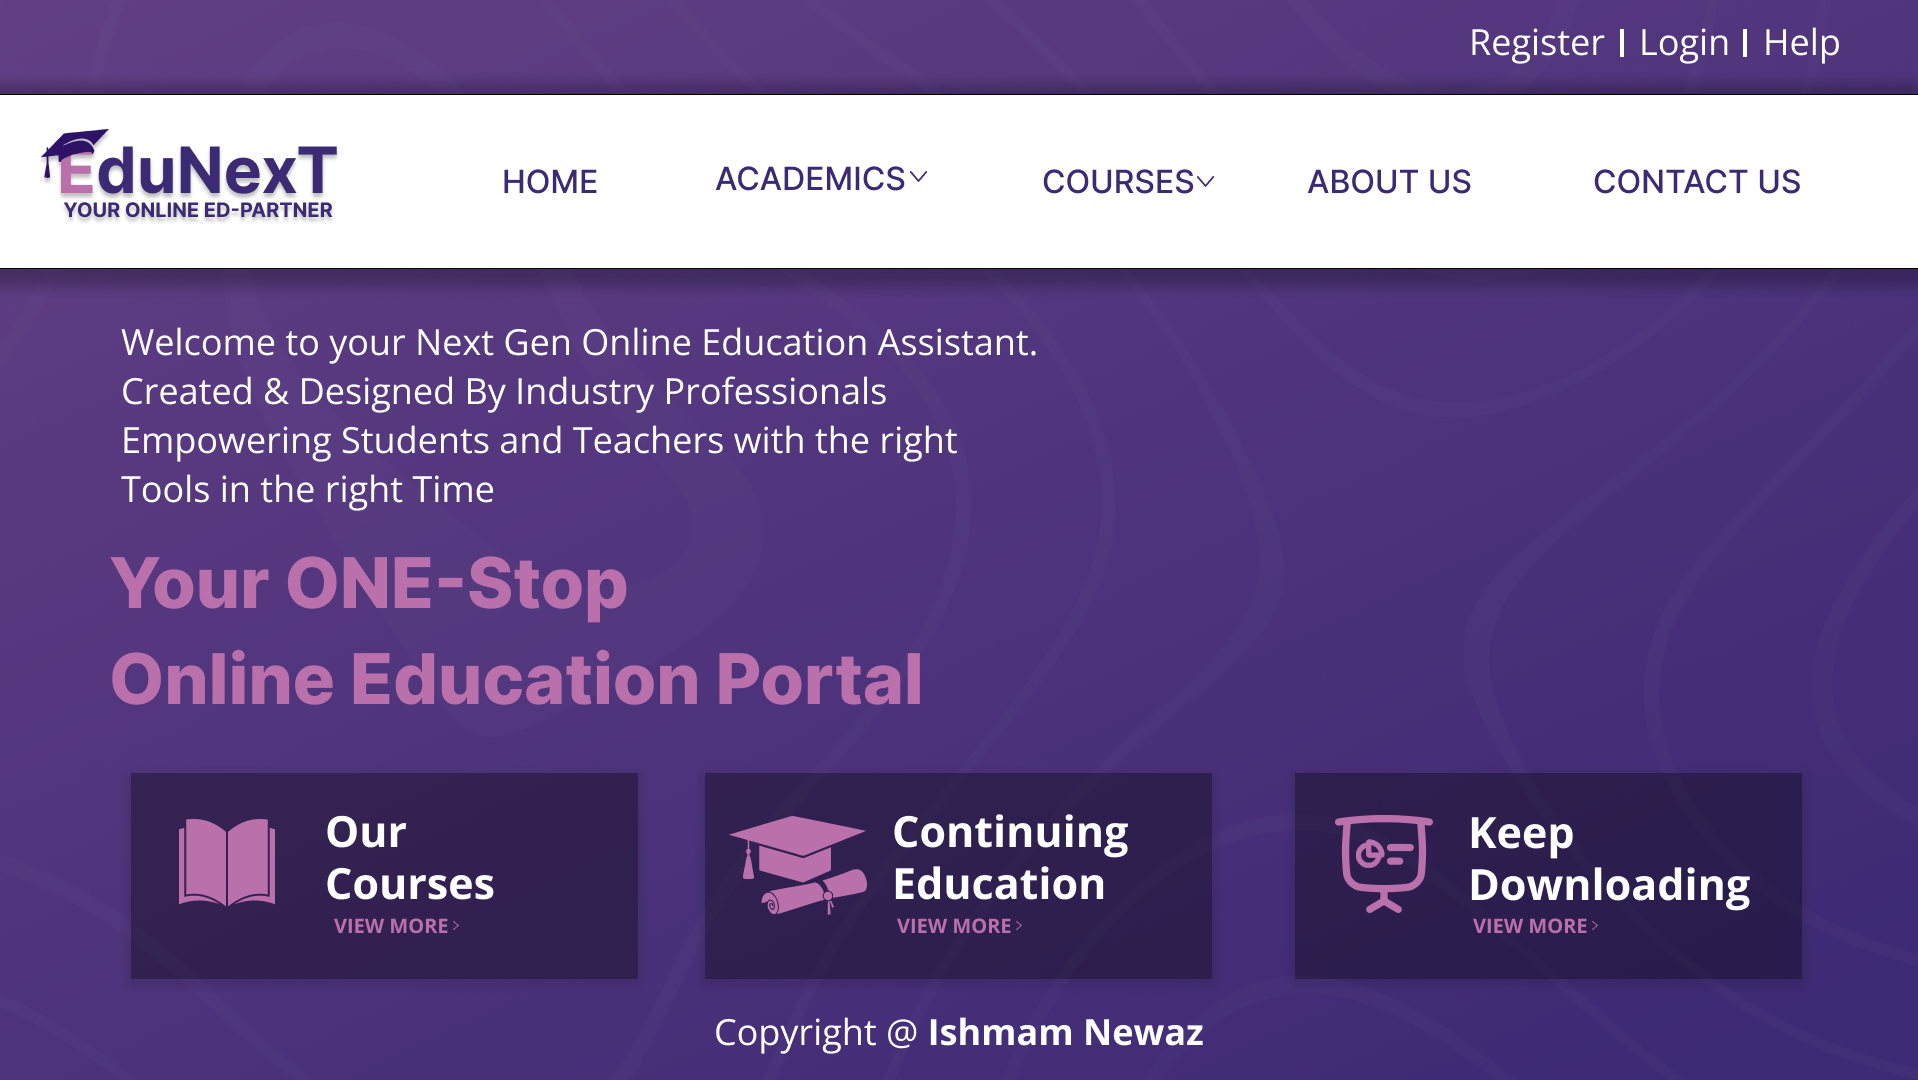 Register | Login | Help
EduNexT
YOUR ONLINE ED-PARTNER
HOME ACADEMICS COURSES ABOUT US CONTACT US
Welcome to your Next Gen Online Education Assistant.
Created & Designed By Industry Professionals
Empowering Students and Teachers with the right
Tools in the right Time
Your ONE-Stop
Online Education Portal
Our
Courses
VIEW MORE >
Continuing
Education
VIEW MORE >
Keep
Downloading
VIEW MORE >
Copyright @ Ishmam Newaz